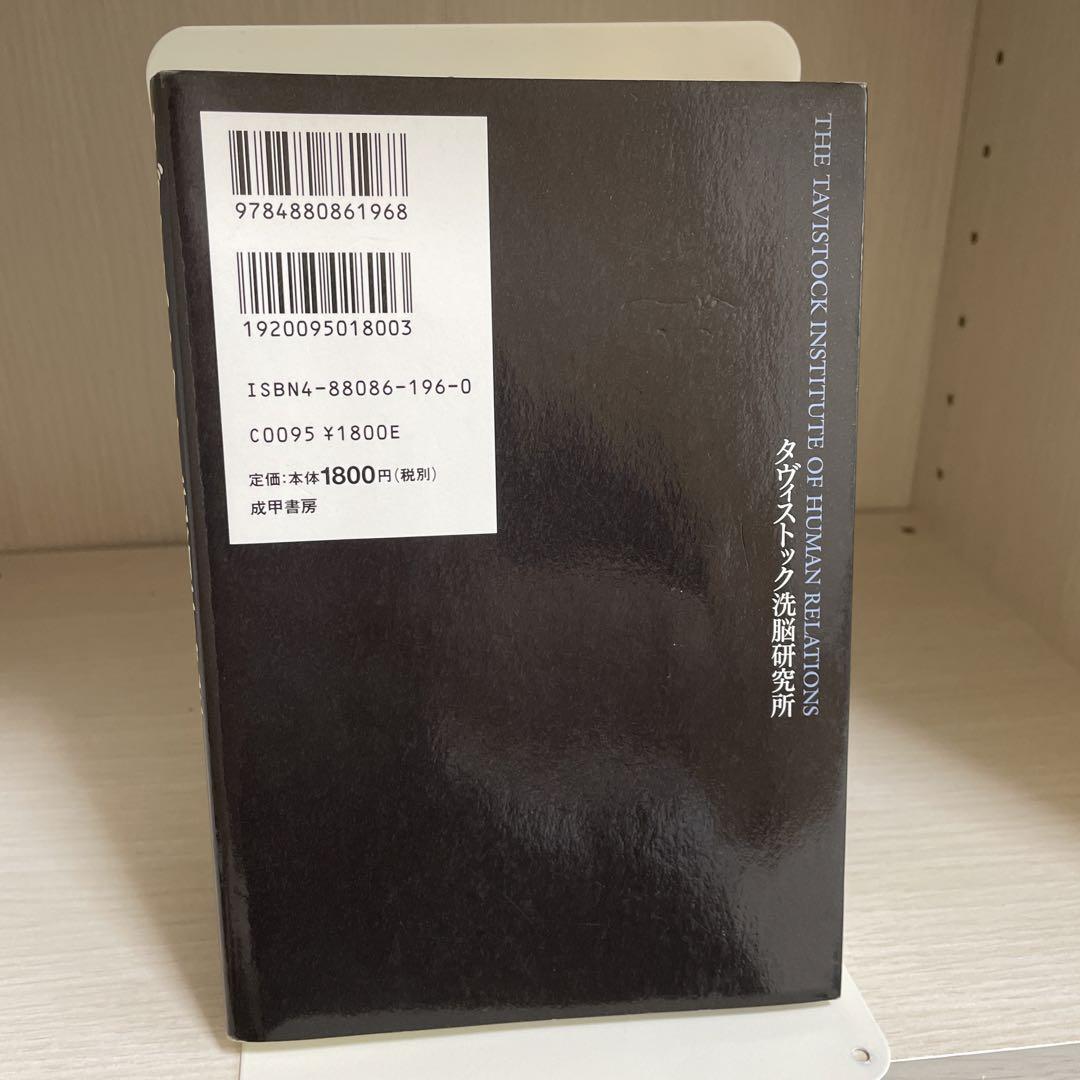 9784880861968
1920095018003
ISBN4-88086-196-0
C0095 ¥1800E
定価:本体1800円(税別)
成甲書房
THE TAVISTOCK INSTITUTE OF HUMAN RELATIONS
タヴィストック洗脳研究所